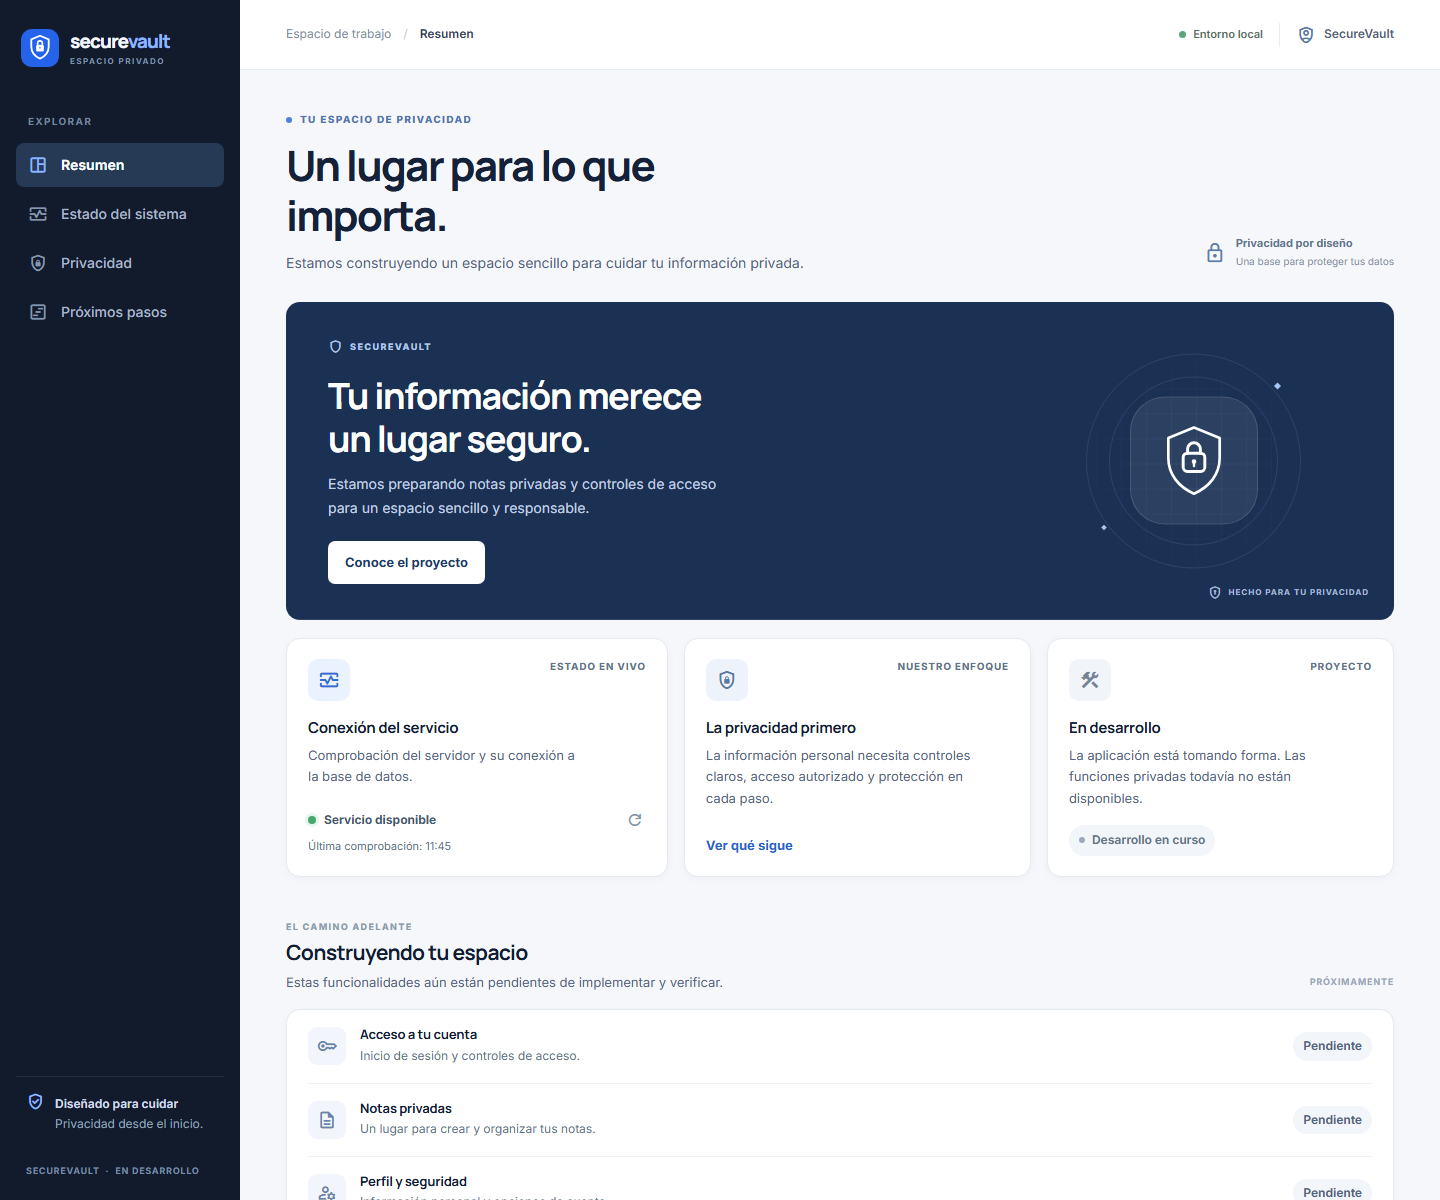 securevault
ESPACIO PRIVADO
EXPLORAR
Resumen
Estado del sistema
Privacidad
Próximos pasos
Diseñado para cuidar
Privacidad desde el inicio.
SECUREVAULT · EN DESARROLLO
Espacio de trabajo / Resumen
Entorno local
SecureVault
TU ESPACIO DE PRIVACIDAD
Un lugar para lo que
importa.
Estamos construyendo un espacio sencillo para cuidar tu información privada.
Privacidad por diseño
Una base para proteger tus datos
SECUREVAULT
Tu información merece
un lugar seguro.
Estamos preparando notas privadas y controles de acceso
para un espacio sencillo y responsable.
Conoce el proyecto
HECHO PARA TU PRIVACIDAD
ESTADO EN VIVO
Conexión del servicio
Comprobación del servidor y su conexión a
la base de datos.
Servicio disponible
Última comprobación: 11:45
NUESTRO ENFOQUE
La privacidad primero
La información personal necesita controles
claros, acceso autorizado y protección en
cada paso.
Ver qué sigue
PROYECTO
En desarrollo
La aplicación está tomando forma. Las
funciones privadas todavía no están
disponibles.
Desarrollo en curso
EL CAMINO ADELANTE
Construyendo tu espacio
Estas funcionalidades aún están pendientes de implementar y verificar.
PRÓXIMAMENTE
Acceso a tu cuenta
Inicio de sesión y controles de acceso.
Pendiente
Notas privadas
Un lugar para crear y organizar tus notas.
Pendiente
Perfil y seguridad
Pendiente